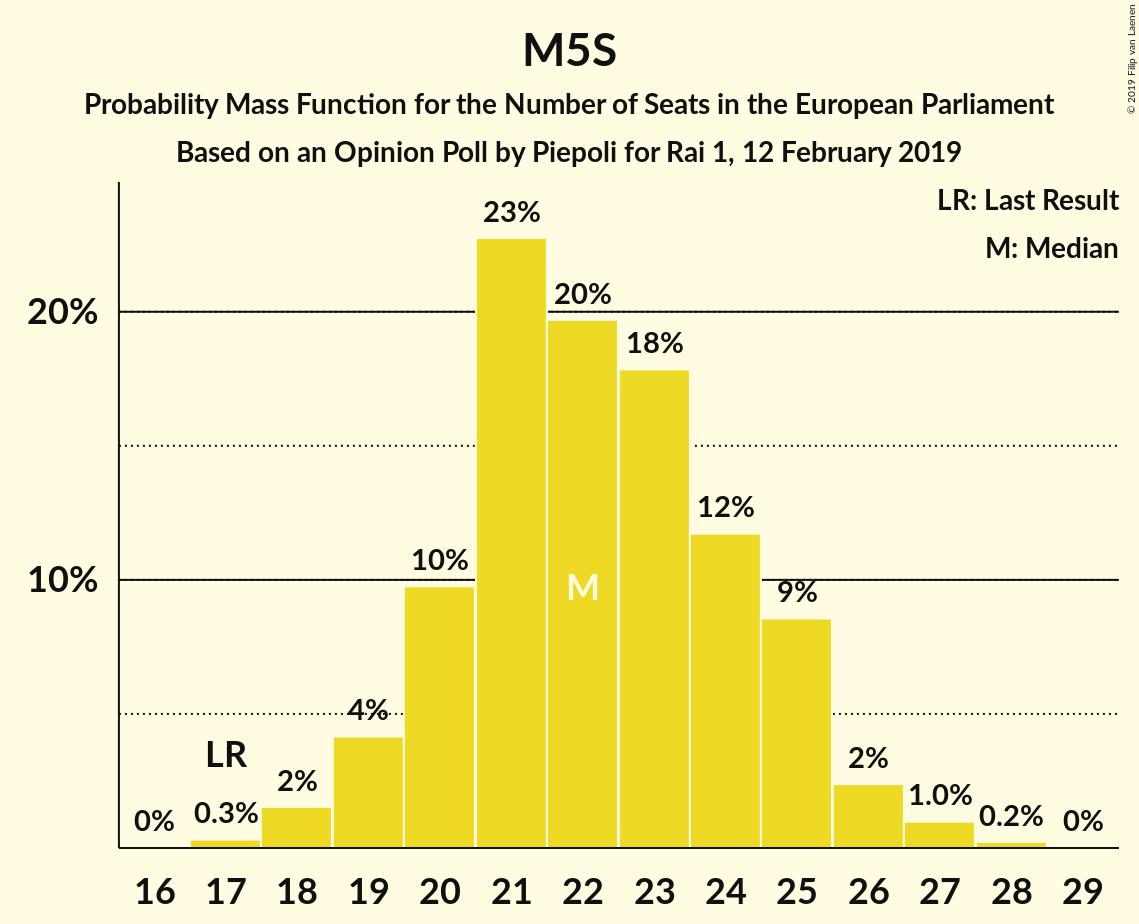 M5S
Probability Mass Function for the Number of Seats in the European Parliament
Based on an Opinion Poll by Piepoli for Rai 1, 12 February 2019
© 2019 Filip van Laenen
LR: Last Result
M: Median
20%
10%
0%
0.3%
2%
4%
10%
23%
20%
18%
12%
9%
2%
1.0%
0.2%
0%
LR
M
16 17 18 19 20 21 22 23 24 25 26 27 28 29